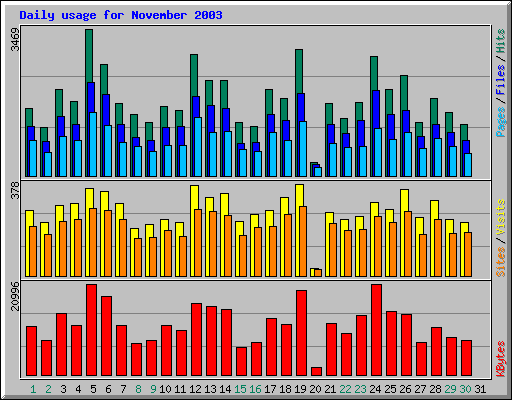 Daily usage for November 2003
3469
Pages / Files / Hits
378
Sites / Visits
20996
KBytes
1 2 3 4 5 6 7 8 9 10 11 12 13 14 15 16 17 18 19 20 21 22 23 24 25 26 27 28 29 30 31